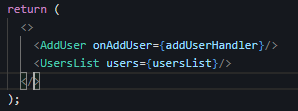 return (
<>
<AddUser onAddUser={addUserHandler}/>
<UsersList users={usersList}/>
</>
);